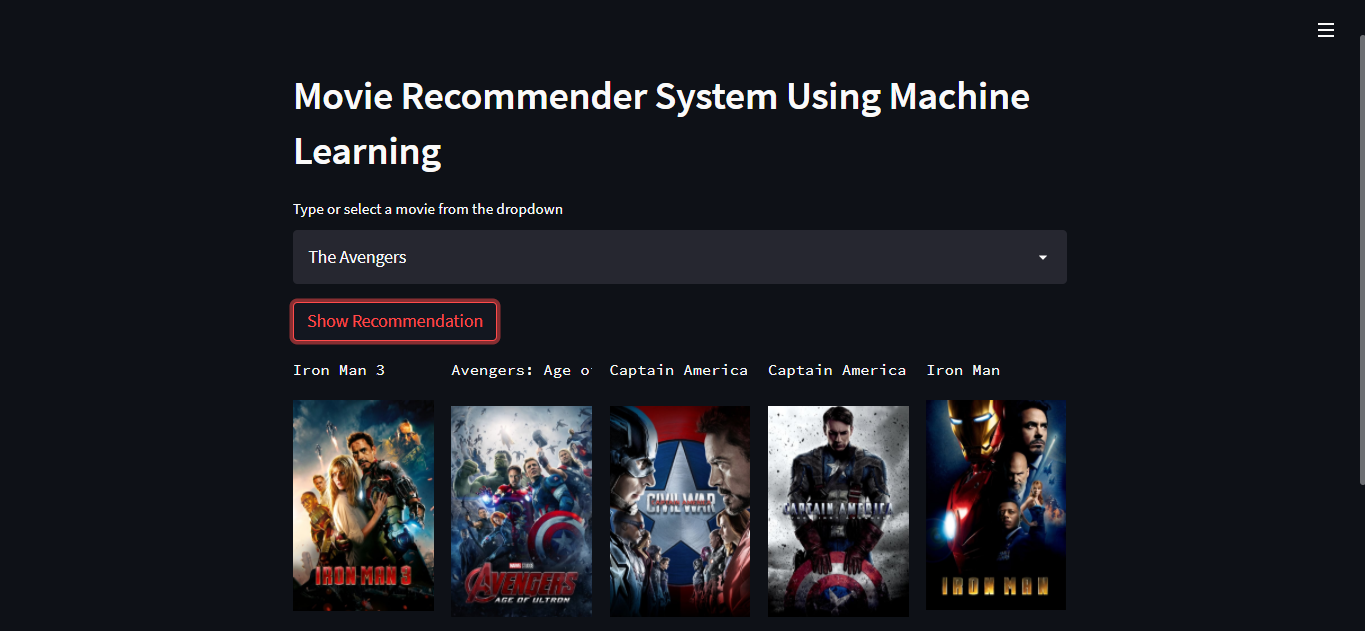 Movie Recommender System Using Machine
Learning
Type or select a movie from the dropdown
The Avengers
Show Recommendation
Iron Man 3
Avengers: Age of
Captain America
Captain America
Iron Man
IRON MAN 3
MARVEL STUDIOS
AVENGERS
AGE OF ULTRON
CIVIL WAR
CAPTAIN AMERICA
IRON MAN